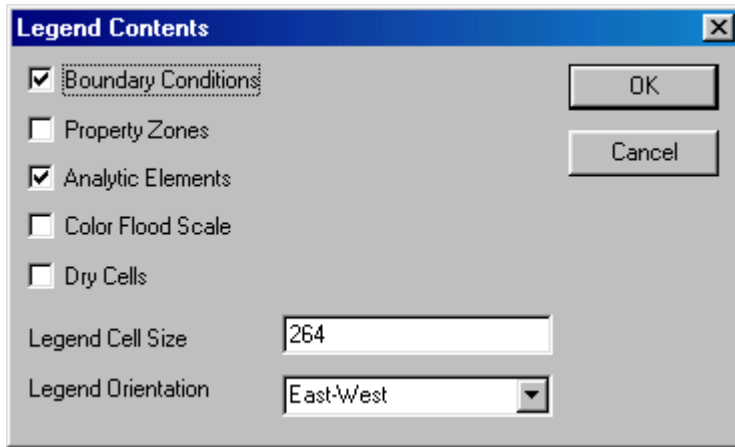 Legend Contents
Boundary Conditions
OK
Property Zones
Cancel
Analytic Elements
Color Flood Scale
Dry Cells
Legend Cell Size
264
Legend Orientation
East-West